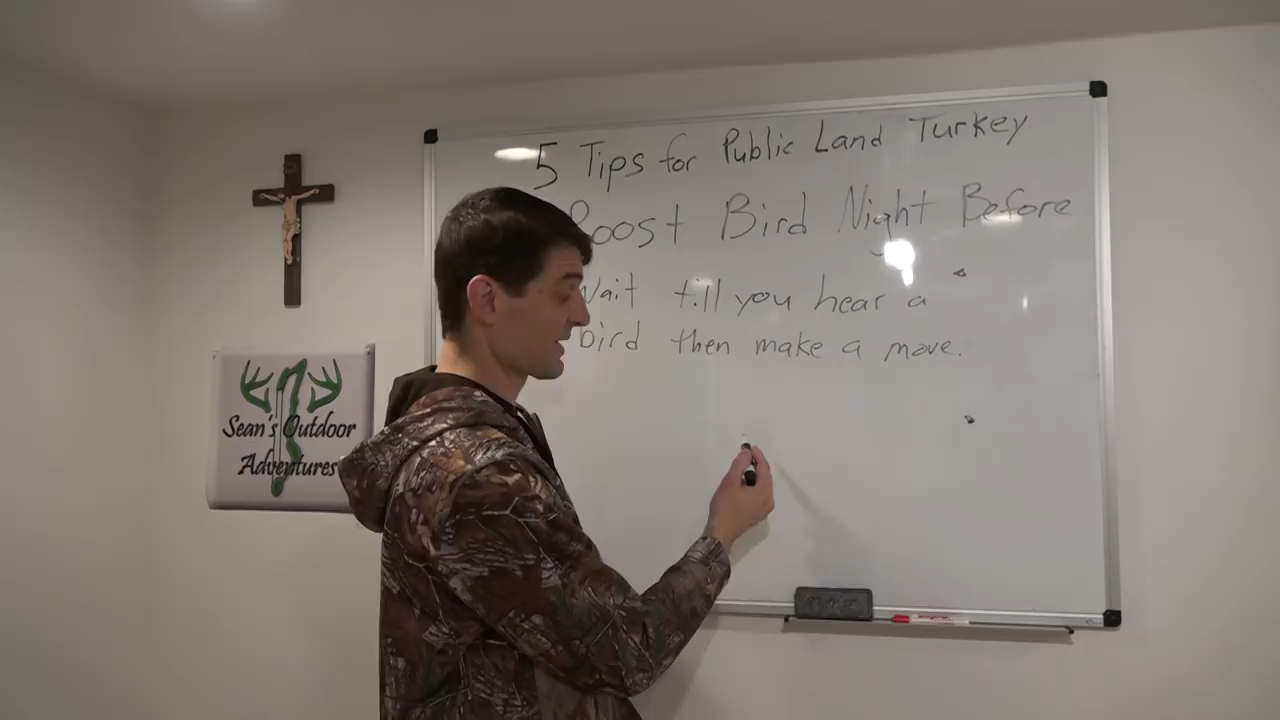 5 Tips for Public Land Turkey
Roost Bird Night Before
Wait till you hear a
bird then make a move.
Sean's Outdoor
Adventures